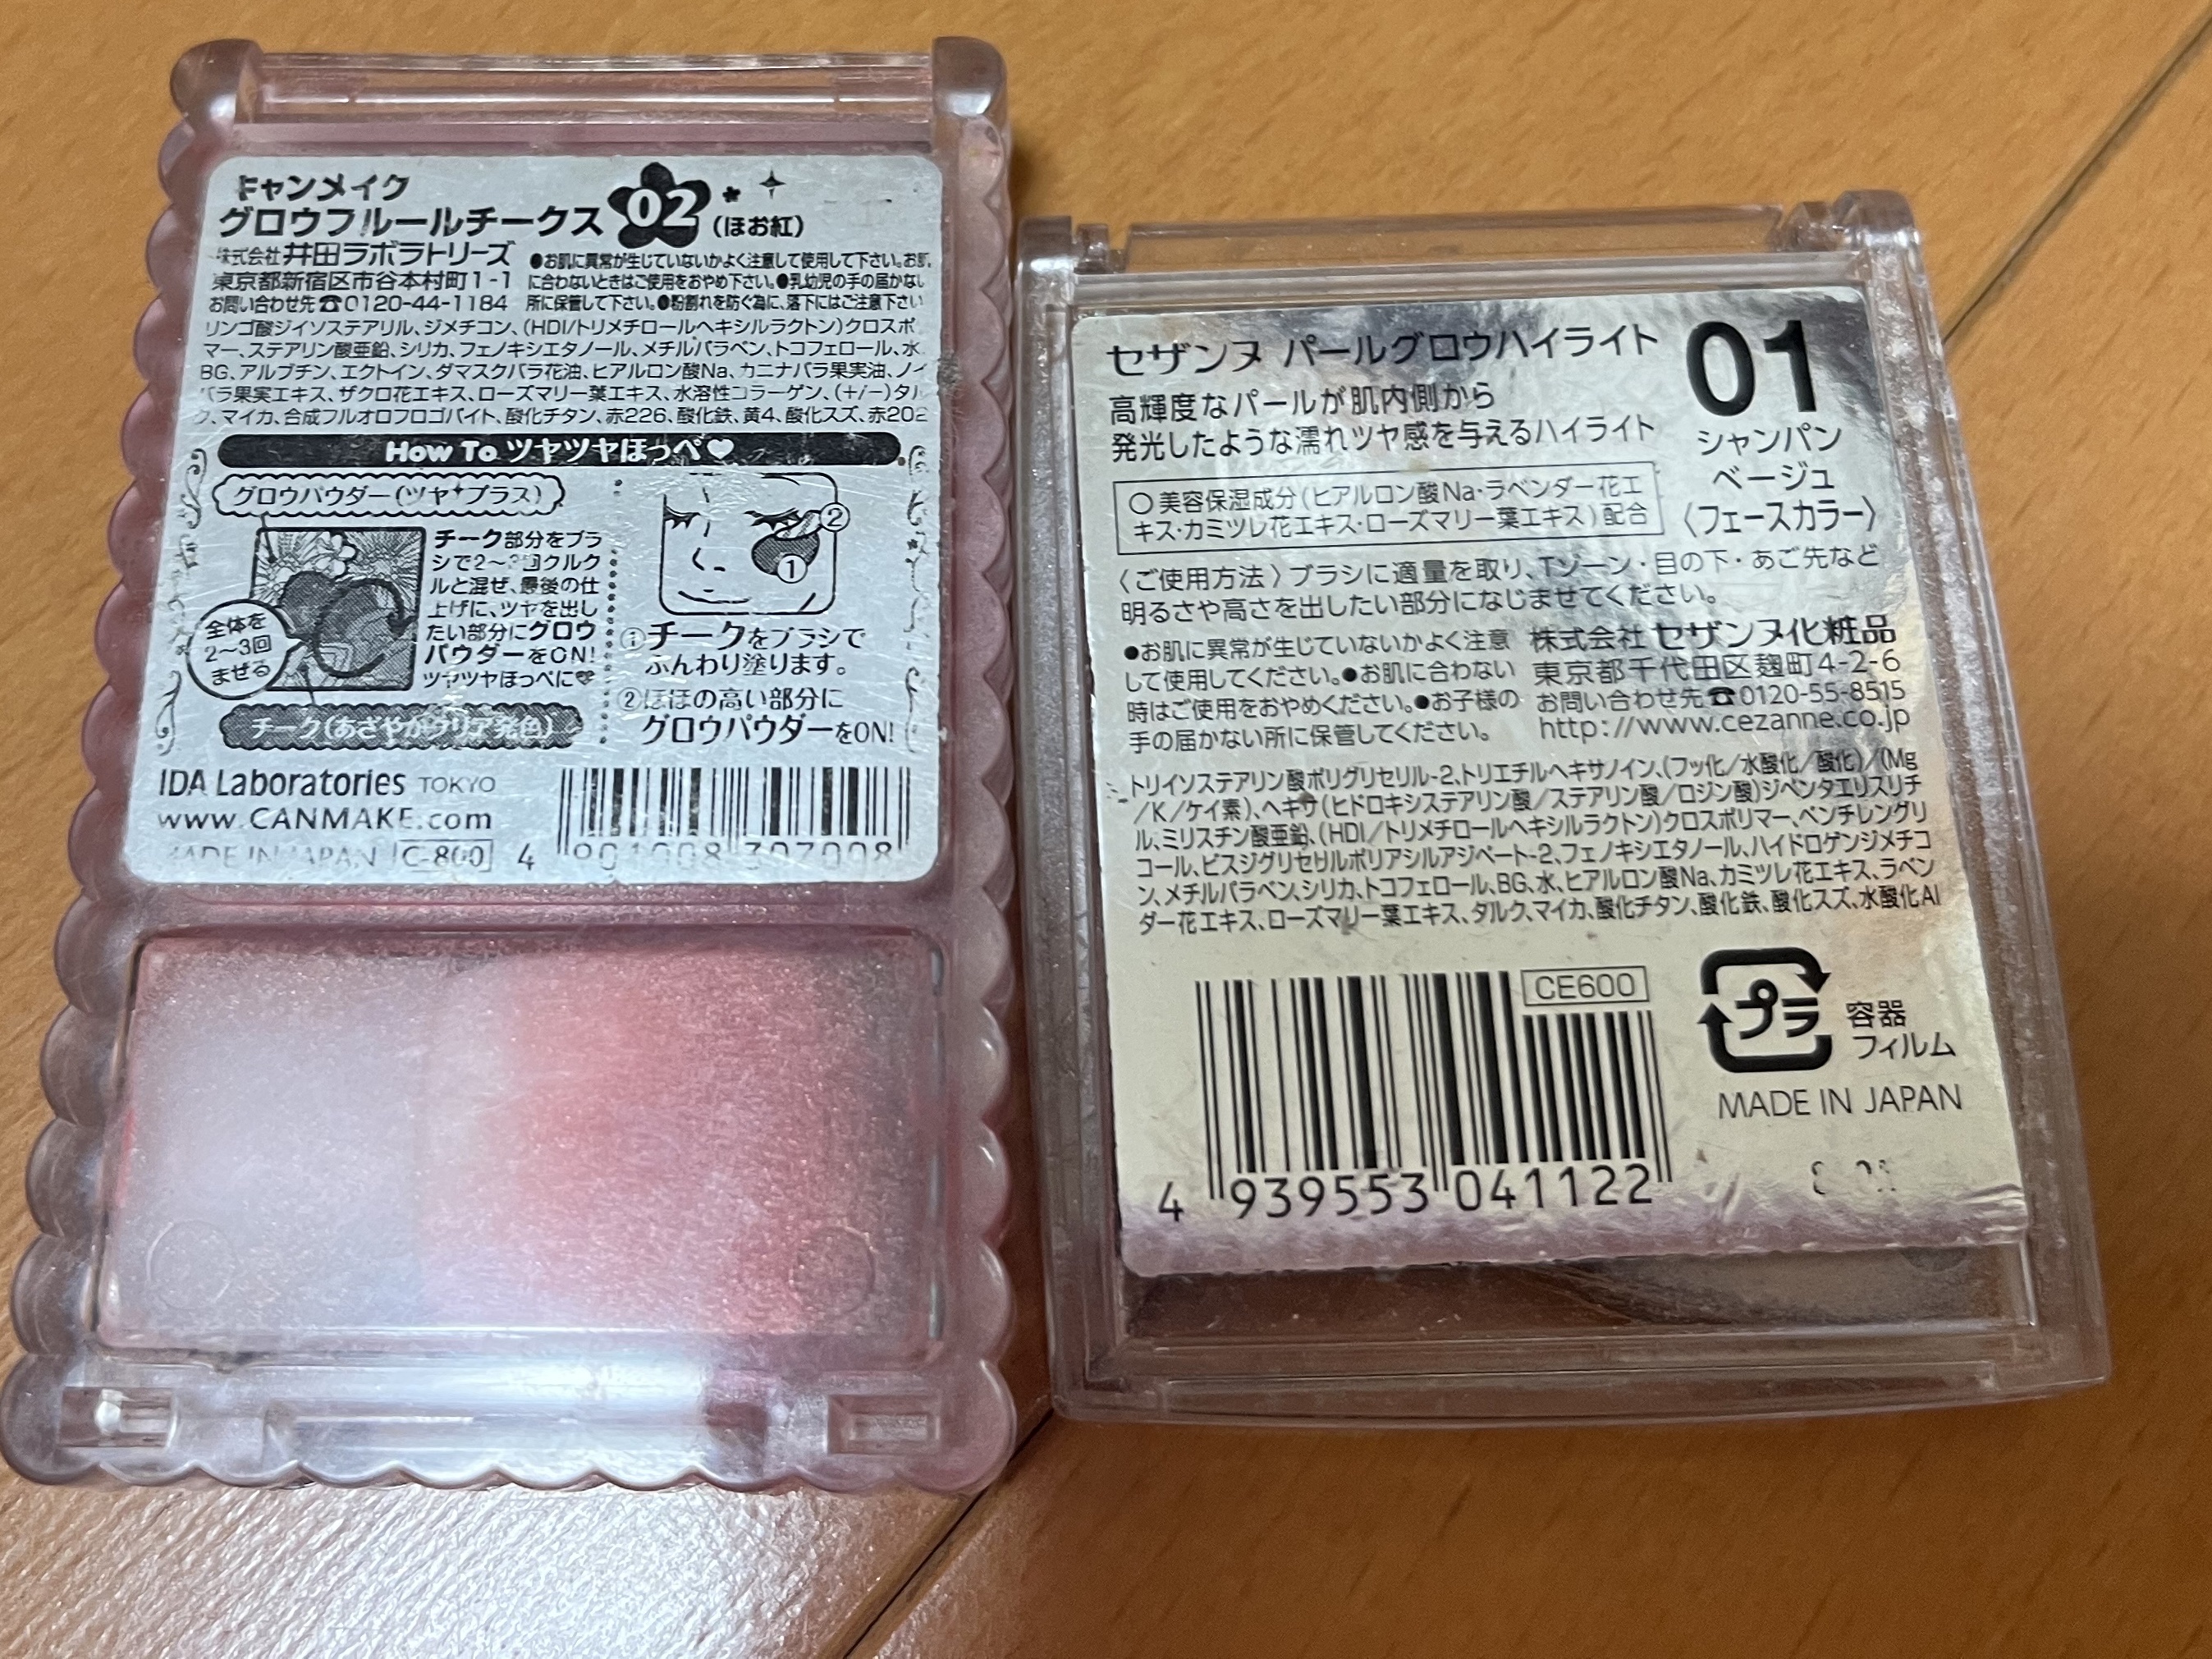 キャンメイク
グロウフルールチークス 02 (ほお紅)
株式会社 井田ラボラトリーズ
東京都新宿区市谷本村町1-1
お問い合わせ先☎0120-44-1184
●お肌に異常が生じていないかよく注意して使用して下さい。お肌
に合わないときはご使用をおやめ下さい。●乳幼児の手の届かない
所に保管して下さい。●粉割れを防ぐ為に、落下にはご注意下さい
リンゴ酸ジイソステアリル、ジメチコン、(HDI/トリメチロールヘキシルラクトン)クロスポ
マー、ステアリン酸亜鉛、シリカ、フェノキシエタノール、メチルパラベン、トコフェロール、水、
BG、アルブチン、エクトイン、ダマスクバラ花油、ヒアルロン酸Na、カニナバラ果実油、ノイ
バラ果実エキス、ザクロ花エキス、ローズマリー葉エキス、水溶性コラーゲン、(+/-)タル
ク、マイカ、合成フルオロフロゴパイト、酸化チタン、赤226、酸化鉄、黄4、酸化スズ、赤202
How To ツヤツヤほっぺ♥
グロウパウダー(ツヤ プラス)
チーク部分をブラ
シで2～3回クルク
ルと混ぜ、最後の仕
上げに、ツヤを出し
たい部分にグロウ
パウダーをON!
ツヤツヤほっぺに♥
全体を
2～3回
まぜる
チーク(あざやかクリア発色)
②
①
①チークをブラシで
ふんわり塗ります。
②ほほの高い部分に
グロウパウダーをON!
IDA Laboratories TOKYO
www.CANMAKE.com
MADE IN JAPAN C-800
4 901008 307008
セザンヌ パールグロウハイライト
01
シャンパン
ベージュ
〈フェースカラー〉
高輝度なパールが肌内側から
発光したような濡れツヤ感を与えるハイライト
○美容保湿成分(ヒアルロン酸Na・ラベンダー花エ
キス・カミツレ花エキス・ローズマリー葉エキス)配合
〈ご使用方法〉ブラシに適量を取り、Tゾーン・目の下・あご先など
明るさや高さを出したい部分になじませてください。
●お肌に異常が生じていないかよく注意
して使用してください。●お肌に合わない
時はご使用をおやめください。●お子様の
手の届かない所に保管してください。
株式会社 セザンヌ化粧品
東京都千代田区麹町4-2-6
お問い合わせ先☎0120-55-8515
http://www.cezanne.co.jp
トリイソステアリン酸ポリグリセリル-2、トリエチルヘキサノイン、(フッ化/水酸化/酸化)/(Mg
/K/ケイ素)、ヘキサ(ヒドロキシステアリン酸/ステアリン酸/ロジン酸)ジペンタエリスリチ
ル、ミリスチン酸亜鉛、(HDI/トリメチロールヘキシルラクトン)クロスポリマー、ペンチレングリ
コール、ビスジグリセリルポリアシルアジペート-2、フェノキシエタノール、ハイドロゲンジメチコ
ン、メチルパラベン、シリカ、トコフェロール、BG、水、ヒアルロン酸Na、カミツレ花エキス、ラベン
ダー花エキス、ローズマリー葉エキス、タルク、マイカ、酸化チタン、酸化鉄、酸化スズ、水酸化Al
CE600
プラ
容器
フィルム
MADE IN JAPAN
4 939553 041122